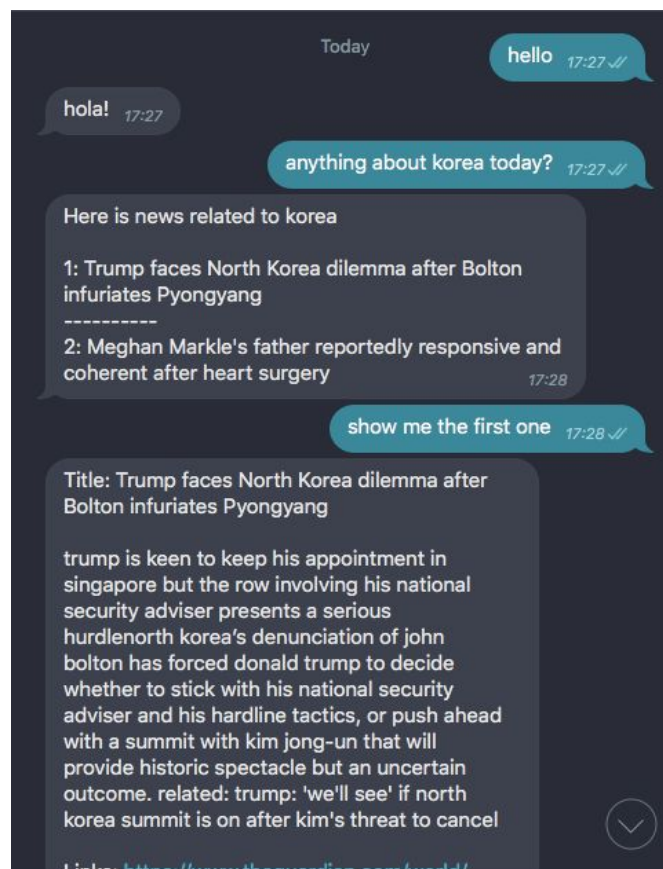 Today
hello 17:27
hola! 17:27
anything about korea today? 17:27
Here is news related to korea
1: Trump faces North Korea dilemma after Bolton
infuriates Pyongyang
----------
2: Meghan Markle's father reportedly responsive and
coherent after heart surgery 17:28
show me the first one 17:28
Title: Trump faces North Korea dilemma after
Bolton infuriates Pyongyang
trump is keen to keep his appointment in
singapore but the row involving his national
security adviser presents a serious
hurdlenorth korea’s denunciation of john
bolton has forced donald trump to decide
whether to stick with his national security
adviser and his hardline tactics, or push ahead
with a summit with kim jong-un that will
provide historic spectacle but an uncertain
outcome. related: trump: 'we'll see' if north
korea summit is on after kim's threat to cancel